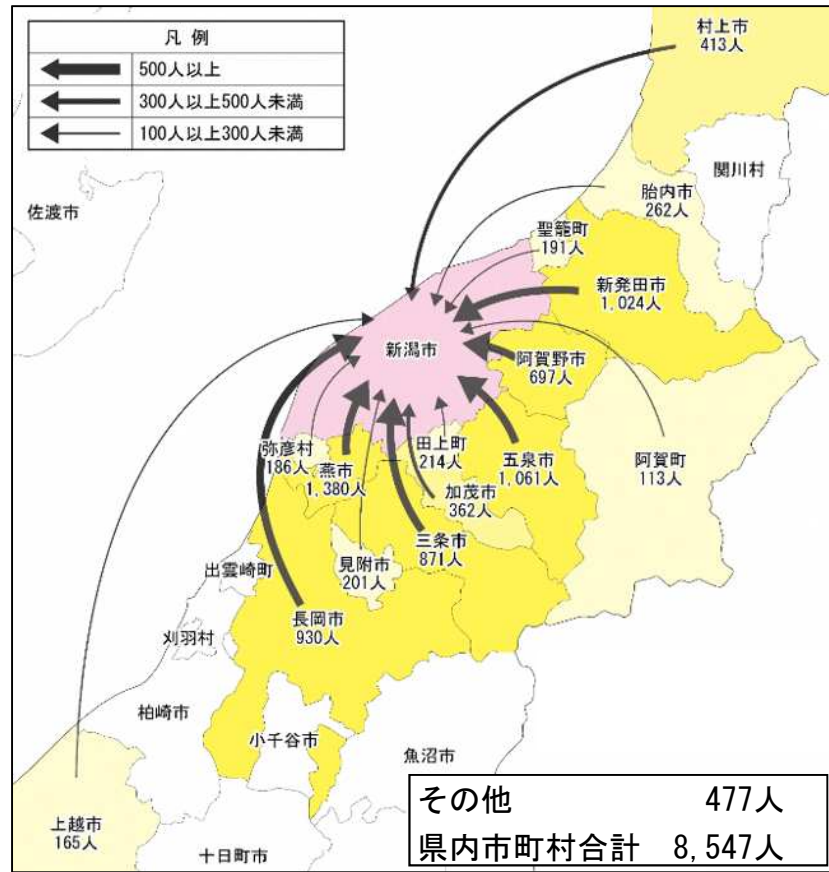 凡 例
500人以上
300人以上500人未満
100人以上300人未満
村上市
413人
関川村
胎内市
262人
佐渡市
聖籠町
191人
新発田市
1,024人
新潟市
阿賀野市
697人
弥彦村
186人
燕市
1,380人
田上町
214人
五泉市
1,061人
阿賀町
113人
加茂市
362人
三条市
871人
見附市
201人
出雲崎町
長岡市
930人
刈羽村
柏崎市
小千谷市
魚沼市
上越市
165人
十日町市
その他 477人
県内市町村合計 8,547人